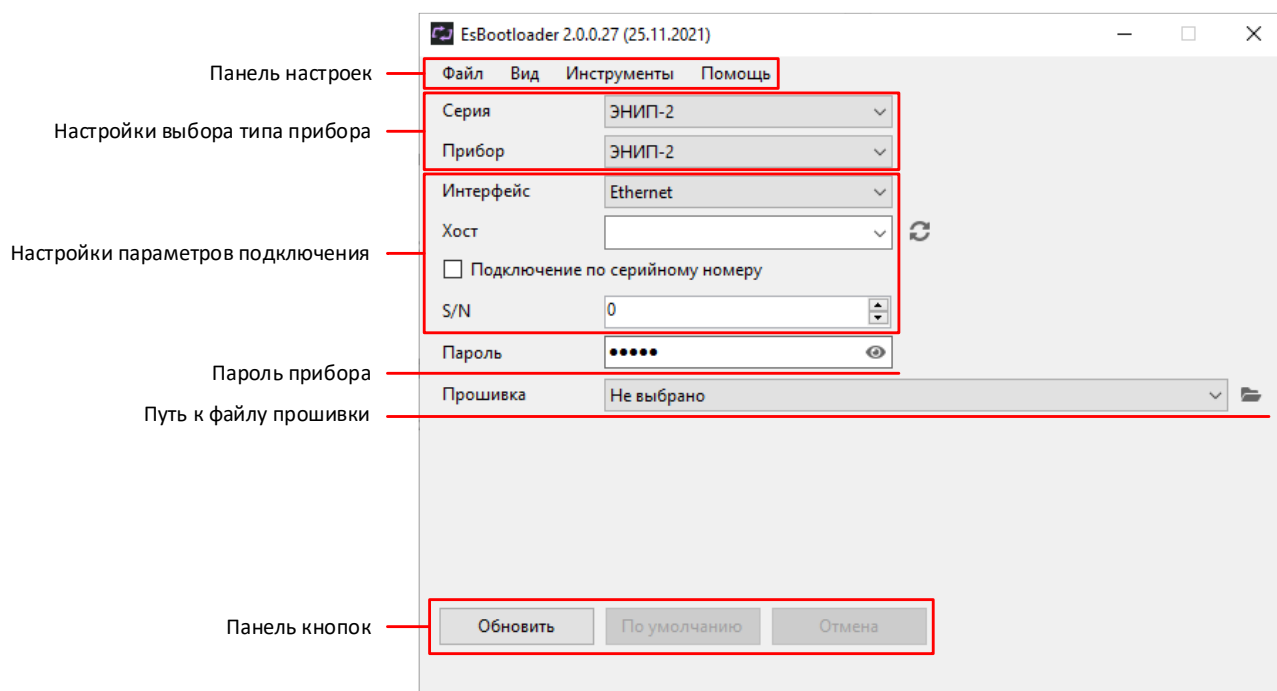 EsBootloader 2.0.0.27 (25.11.2021)
Панель настроек
Файл Вид Инструменты Помощь
Настройки выбора типа прибора
Серия ЭНИП-2
Прибор ЭНИП-2
Настройки параметров подключения
Интерфейс Ethernet
Хост
Подключение по серийному номеру
S/N 0
Пароль •••••
Пароль прибора
Прошивка Не выбрано
Путь к файлу прошивки
Панель кнопок
Обновить По умолчанию Отмена